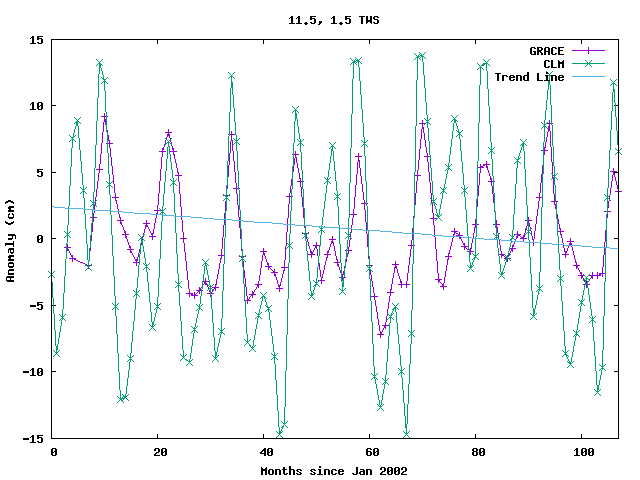 11.5, 1.5 TWS
GRACE
CLM
Trend Line
15
10
5
0
-5
-10
-15
Anomaly (cm)
0 20 40 60 80 100
Months since Jan 2002